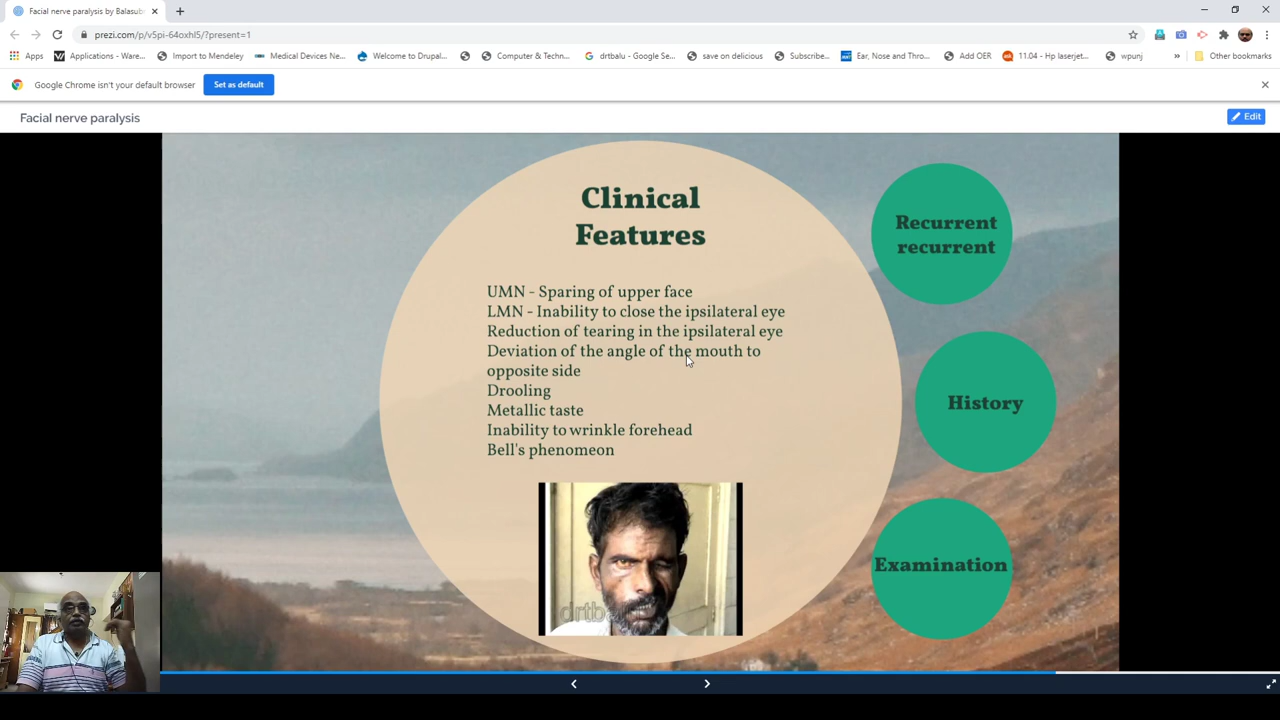 Facial nerve paralysis by Balasub
prezi.com/p/v5pi-64oxhl5/?present=1
Apps
Applications - Ware...
Import to Mendeley
Medical Devices Ne...
Welcome to Drupal...
Computer & Techn...
drtbalu - Google Se...
save on delicious
Subscribe...
Ear, Nose and Thro...
Add OER
11.04 - Hp laserjet...
wpunj
»
Other bookmarks
Google Chrome isn't your default browser
Set as default
Facial nerve paralysis
Edit
Clinical
Features
UMN - Sparing of upper face
LMN - Inability to close the ipsilateral eye
Reduction of tearing in the ipsilateral eye
Deviation of the angle of the mouth to
opposite side
Drooling
Metallic taste
Inability to wrinkle forehead
Bell's phenomeon
Recurrent
recurrent
History
Examination